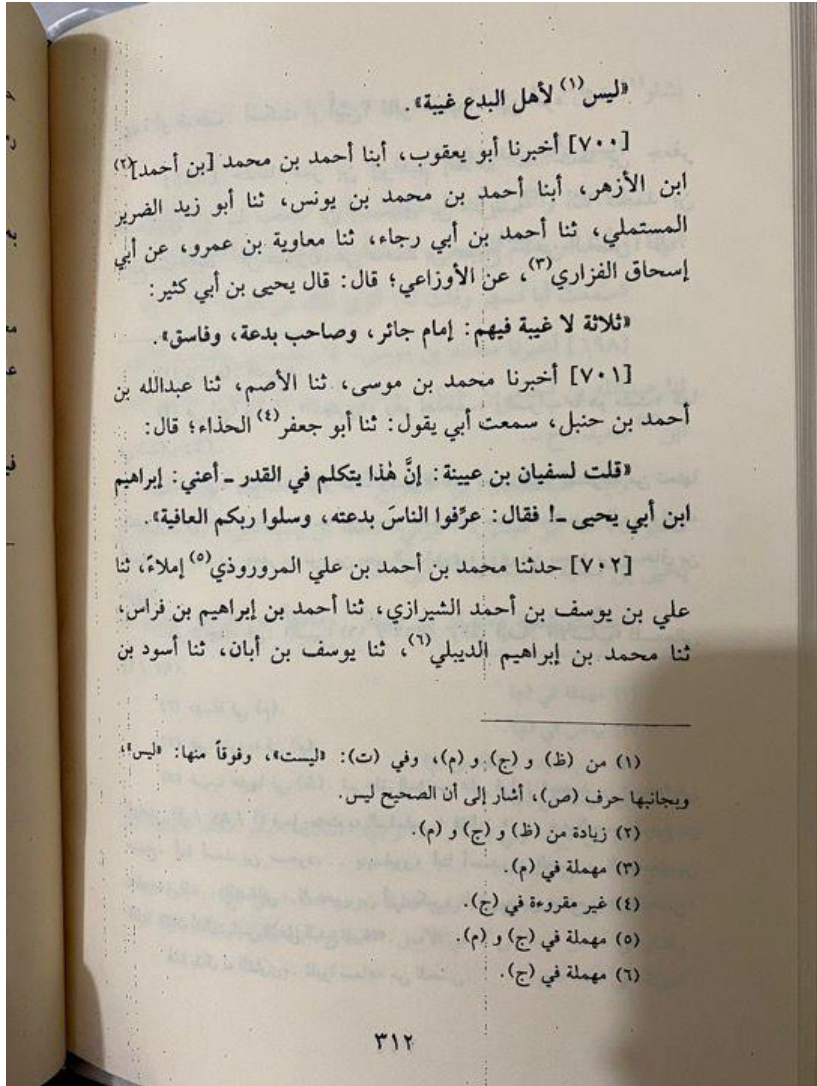 «ليس(١) لأهل البدع غيبة».
[٧٠٠] أخبرنا أبو يعقوب، أبنا أحمد بن محمد [بن أحمد](٢)
ابن الأزهر، أبنا أحمد بن محمد بن يونس، ثنا أبو زيد الضرير
المستملي، ثنا أحمد بن أبي رجاء، ثنا معاوية بن عمرو، عن أبي
إسحاق الفزاري(٣)، عن الأوزاعي؛ قال: قال يحيى بن أبي كثير:
«ثلاثة لا غيبة فيهم: إمام جائر، وصاحب بدعة، وفاسق».
[٧٠١] أخبرنا محمد بن موسى، ثنا الأصم، ثنا عبدالله بن
أحمد بن حنبل، سمعت أبي يقول: ثنا أبو جعفر(٤) الحذاء؛ قال:
«قلت لسفيان بن عيينة: إنَّ هٰذا يتكلم في القدر ـ أعني: إبراهيم
ابن أبي يحيى ـ! فقال: عرِّفوا الناسَ بدعته، وسلوا ربكم العافية».
[٧٠٢] حدثنا محمد بن أحمد بن علي المروروذي(٥) إملاءً، ثنا
علي بن يوسف بن أحمد الشيرازي، ثنا أحمد بن إبراهيم بن فراس،
ثنا محمد بن إبراهيم الديبلي(٦)، ثنا يوسف بن أبان، ثنا أسود بن
(١) من (ظ) و (ج) و (م)، وفي (ت): «ليست»، وفوقاً منها: «ليس»،
وبجانبها حرف (ص)، أشار إلى أن الصحيح ليس.
(٢) زيادة من (ظ) و (ج) و (م).
(٣) مهملة في (م).
(٤) غير مقروءة في (ج).
(٥) مهملة في (ج) و (م).
(٦) مهملة في (ج).
٣١٢